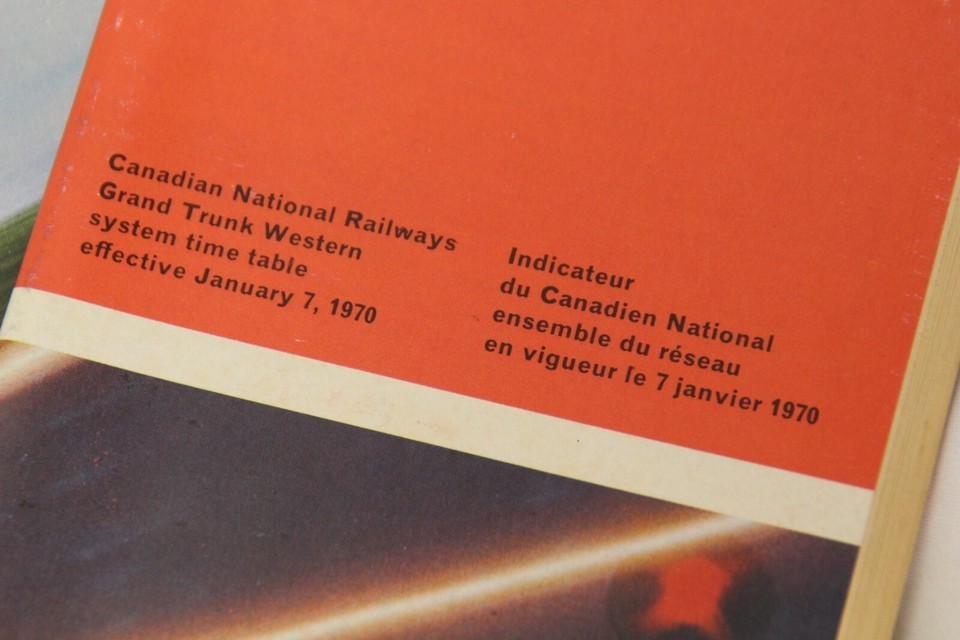 Canadian National Railways
Grand Trunk Western
system time table
effective January 7, 1970
Indicateur
du Canadien National
ensemble du réseau
en vigueur le 7 janvier 1970